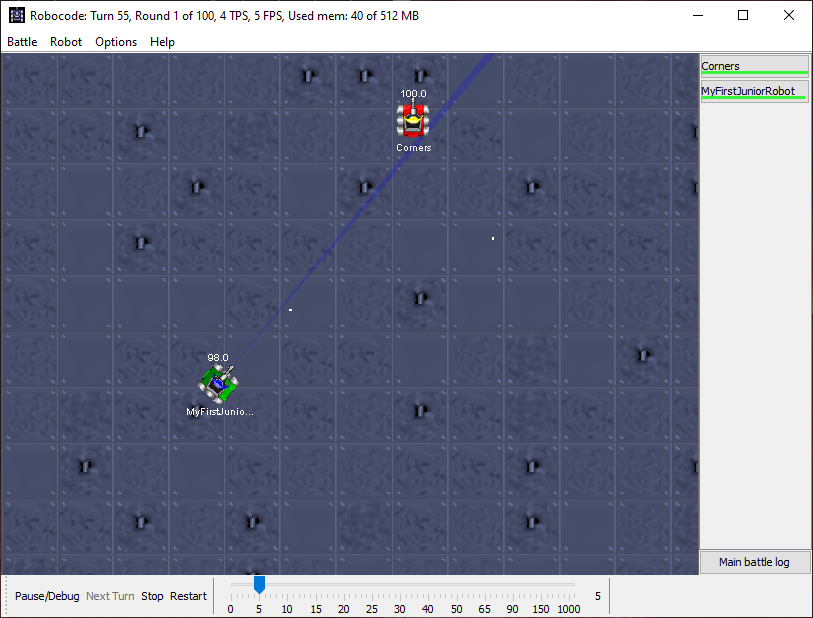 Robocode: Turn 55, Round 1 of 100, 4 TPS, 5 FPS, Used mem: 40 of 512 MB
Battle Robot Options Help
Corners
MyFirstJuniorRobot
100.0
Corners
98.0
MyFirstJunio...
Main battle log
Pause/Debug Next Turn Stop Restart
0 5 10 15 20 25 30 40 50 65 90 150 1000
5